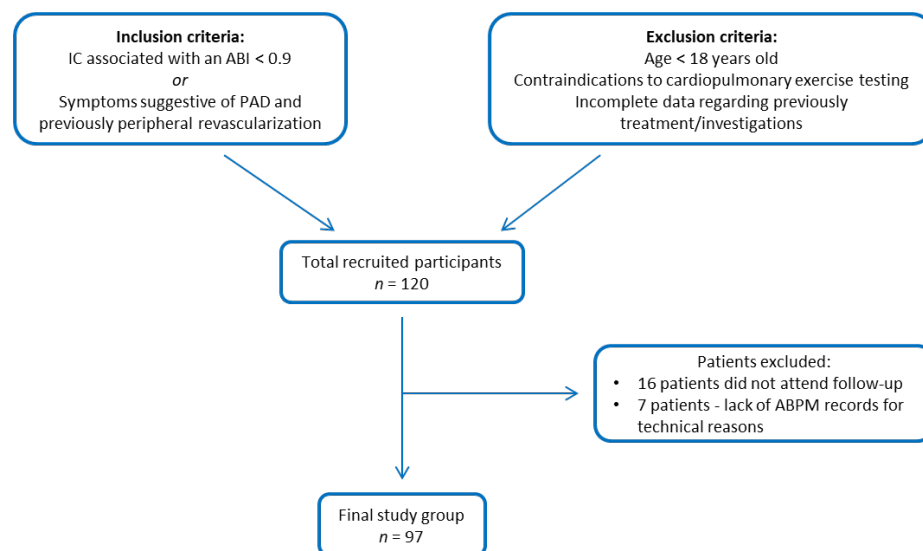 Inclusion criteria:
IC associated with an ABI < 0.9
or
Symptoms suggestive of PAD and
previously peripheral revascularization
Exclusion criteria:
Age < 18 years old
Contraindications to cardiopulmonary exercise testing
Incomplete data regarding previously
treatment/investigations
Total recruited participants
n = 120
Patients excluded:
• 16 patients did not attend follow-up
• 7 patients - lack of ABPM records for
technical reasons
Final study group
n = 97